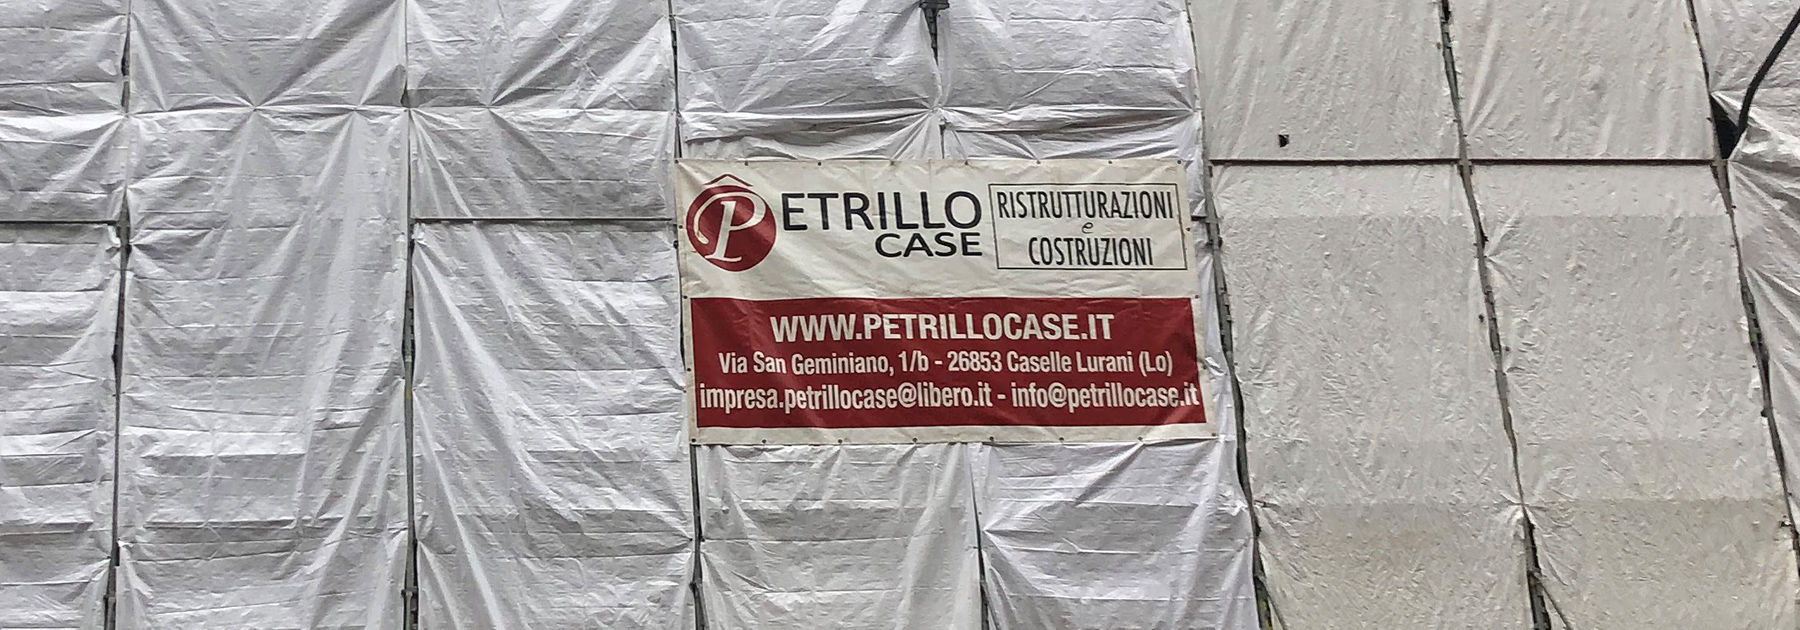 PETRILLO
CASE
RISTRUTTURAZIONI
e
COSTRUZIONI
WWW.PETRILLOCASE.IT
Via San Geminiano, 1/b - 26853 Caselle Lurani (Lo)
impresa.petrillocase@libero.it - info@petrillocase.it